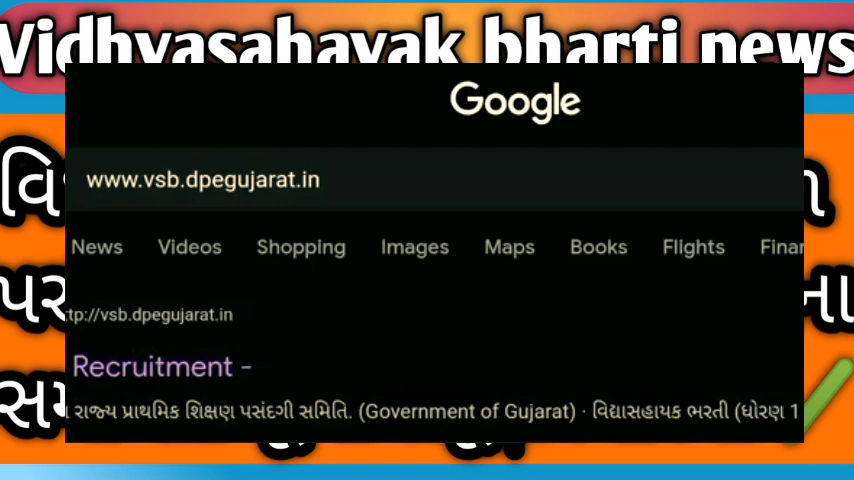 Vidhyasahayak bharti news
Google
www.vsb.dpegujarat.in
News Videos Shopping Images Maps Books Flights Finan
tp://vsb.dpegujarat.in
Recruitment -
રાજ્ય પ્રાથમિક શિક્ષણ પસંદગી સમિતિ. (Government of Gujarat) · વિદ્યાસહાયક ભરતી (ધોરણ 1